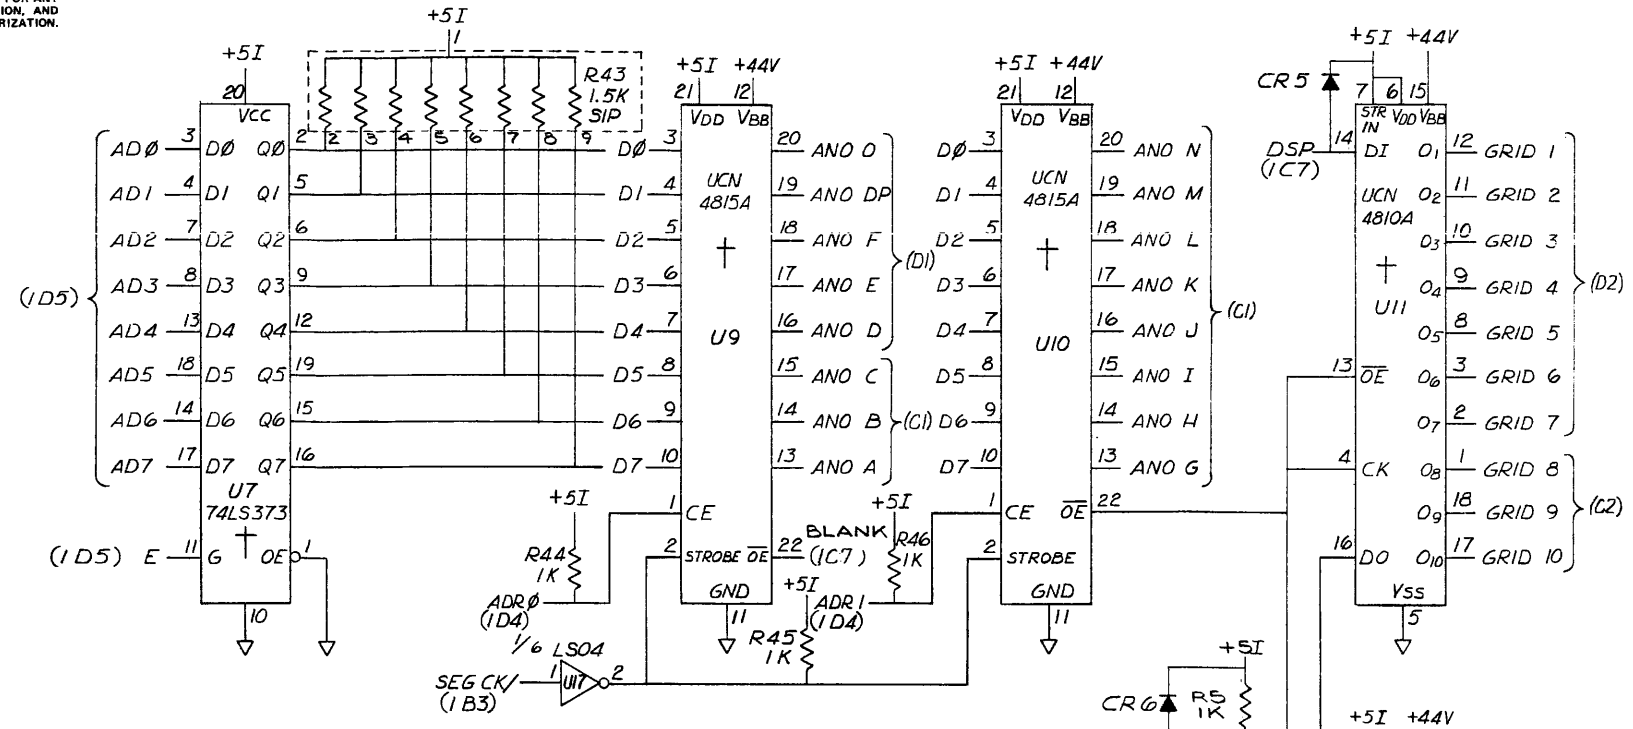 FOR ANY
ION, AND
RIZATION.
+5I
1
+5I
20
VCC
R43
1.5K
SIP
2 3 4 5 6 7 8 9
(1D5)
ADØ 3 DØ QØ 2
AD1 4 D1 Q1 5
AD2 7 D2 Q2 6
AD3 8 D3 Q3 9
AD4 13 D4 Q4 12
AD5 18 D5 Q5 19
AD6 14 D6 Q6 15
AD7 17 D7 Q7 16
U7
74LS373
(1D5) E 11 G OE 1
10
+5I +44V
21 12
VDD VBB
DØ 3 20 ANO O
D1 4 19 ANO DP
D2 5 18 ANO F
D3 6 17 ANO E
D4 7 16 ANO D
D5 8 15 ANO C
D6 9 14 ANO B
D7 10 13 ANO A
UCN
4815A
U9
(D1)
(C1)
1 CE
2 STROBE OE 22
GND
11
+5I
R44
1K
ADRØ
(1D4)
1/6 LS04
SEG CK/ 1 U17 2
(1B3)
BLANK
(1C7)
+5I
R45
1K
+5I
R46
1K
ADR1
(1D4)
+5I +44V
21 12
VDD VBB
DØ 3 20 ANO N
D1 4 19 ANO M
D2 5 18 ANO L
D3 6 17 ANO K
D4 7 16 ANO J
D5 8 15 ANO I
D6 9 14 ANO H
D7 10 13 ANO G
UCN
4815A
U10
(C1)
1 CE OE 22
2 STROBE
GND
11
+5I +44V
CR5
7 6 15
STR
IN VDD VBB
DSP 14 DI O1 12 GRID 1
(1C7)
UCN
4810A
U11
O2 11 GRID 2
O3 10 GRID 3
O4 9 GRID 4
O5 8 GRID 5
13 OE O6 3 GRID 6
O7 2 GRID 7
4 CK O8 1 GRID 8
O9 18 GRID 9
16 DO O10 17 GRID 10
(D2)
(C2)
VSS
5
+5I
CR6 R5
1K
+5I +44V